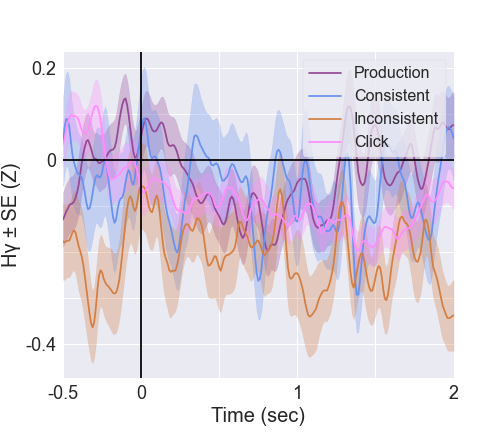 Hγ ± SE (Z)
0.2
0
-0.4
Production
Consistent
Inconsistent
Click
-0.5
0
1
2
Time (sec)